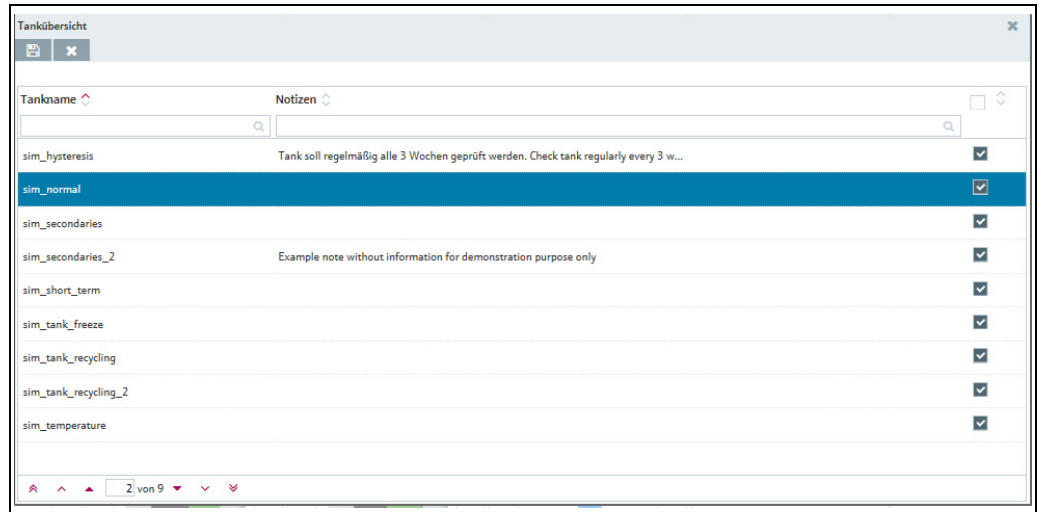 Tankübersicht
Tankname Notizen
sim_hysteresis Tank soll regelmäßig alle 3 Wochen geprüft werden. Check tank regularly every 3 w...
sim_normal
sim_secondaries
sim_secondaries_2 Example note without information for demonstration purpose only
sim_short_term
sim_tank_freeze
sim_tank_recycling
sim_tank_recycling_2
sim_temperature
2 von 9